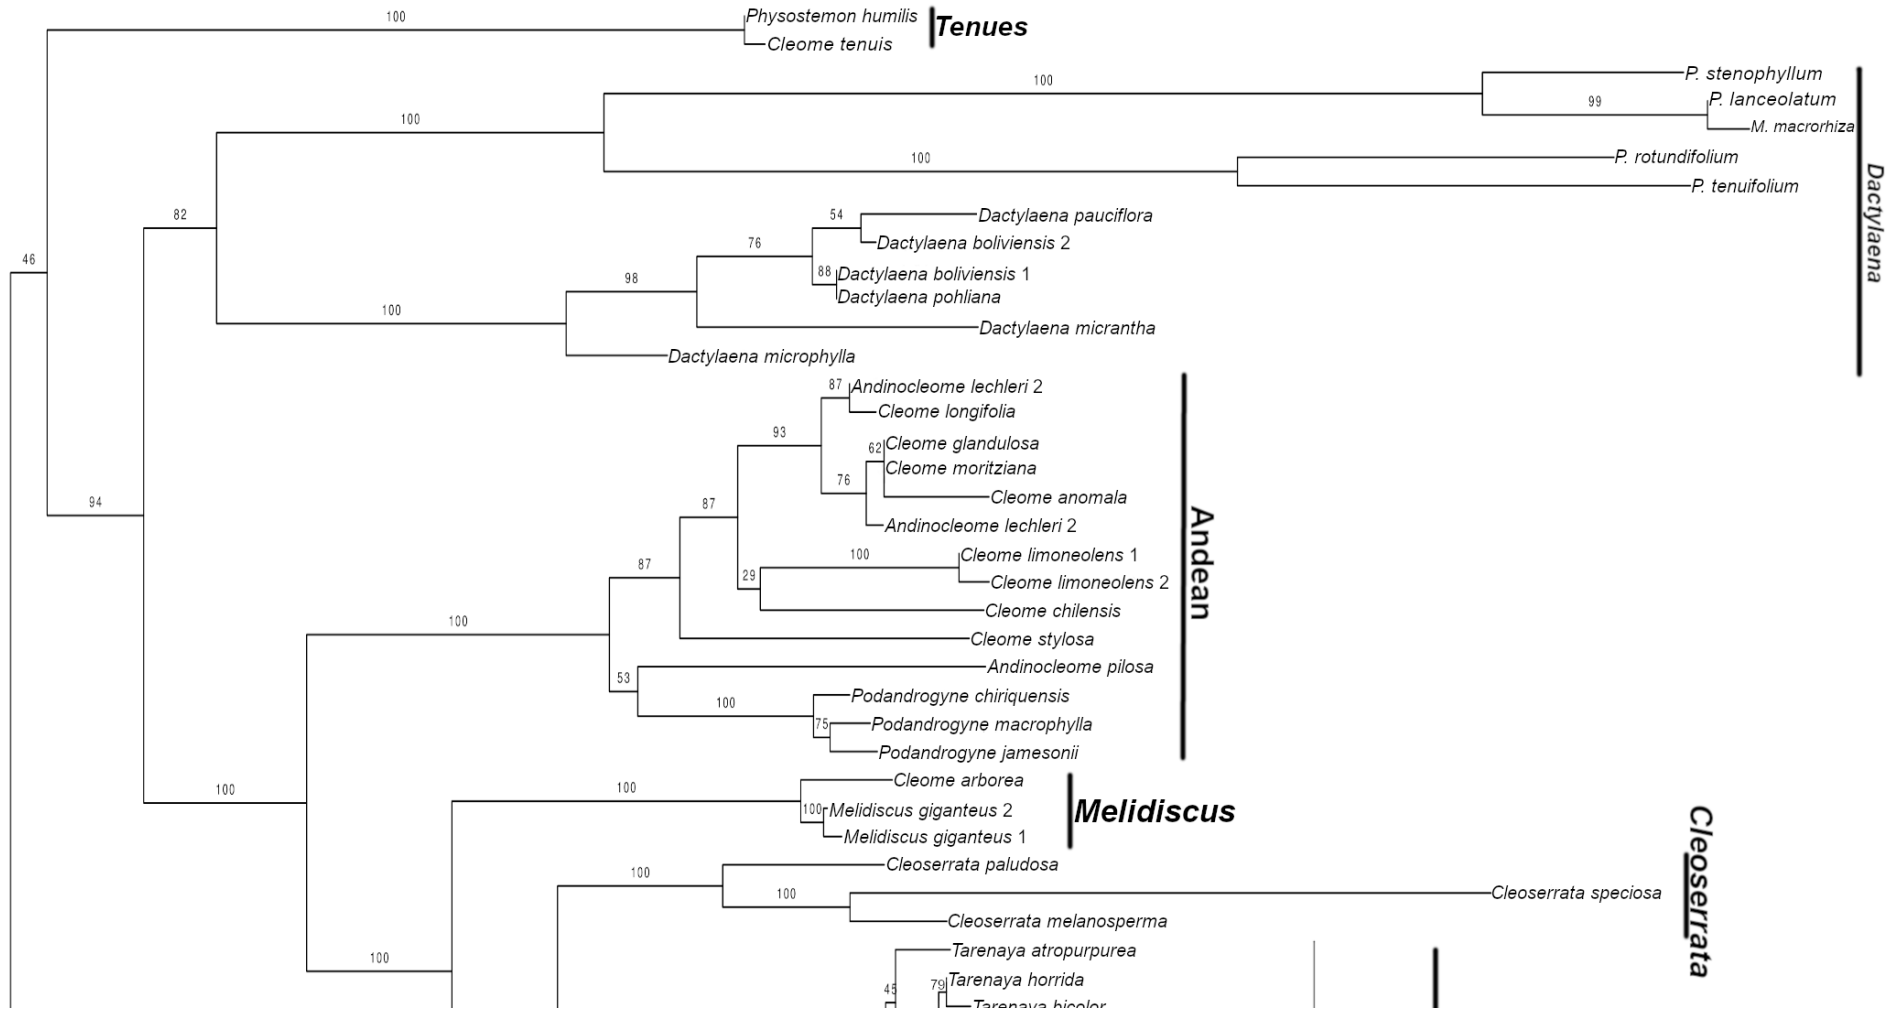 100
Physostemon humilis
Cleome tenuis
Tenues
100
P. stenophyllum
99
P. lanceolatum
M. macrorhiza
100
100
P. rotundifolium
P. tenuifolium
Dactylaena
82
54
Dactylaena pauciflora
Dactylaena boliviensis 2
76
88
Dactylaena boliviensis 1
Dactylaena pohliana
46
98
100
Dactylaena micrantha
Dactylaena microphylla
87
Andinocleome lechleri 2
Cleome longifolia
93
62
Cleome glandulosa
Cleome moritziana
76
Cleome anomala
Andinocleome lechleri 2
94
87
100
Cleome limoneolens 1
Cleome limoneolens 2
29
Cleome chilensis
87
Cleome stylosa
Andean
100
53
Andinocleome pilosa
100
Podandrogyne chiriquensis
75
Podandrogyne macrophylla
Podandrogyne jamesonii
100
100
Cleome arborea
100
Melidiscus giganteus 2
Melidiscus giganteus 1
Melidiscus
100
Cleoserrata paludosa
100
Cleoserrata speciosa
Cleoserrata melanosperma
Cleoserrata
100
Tarenaya atropurpurea
45
79
Tarenaya horrida
Tarenaya bicolor